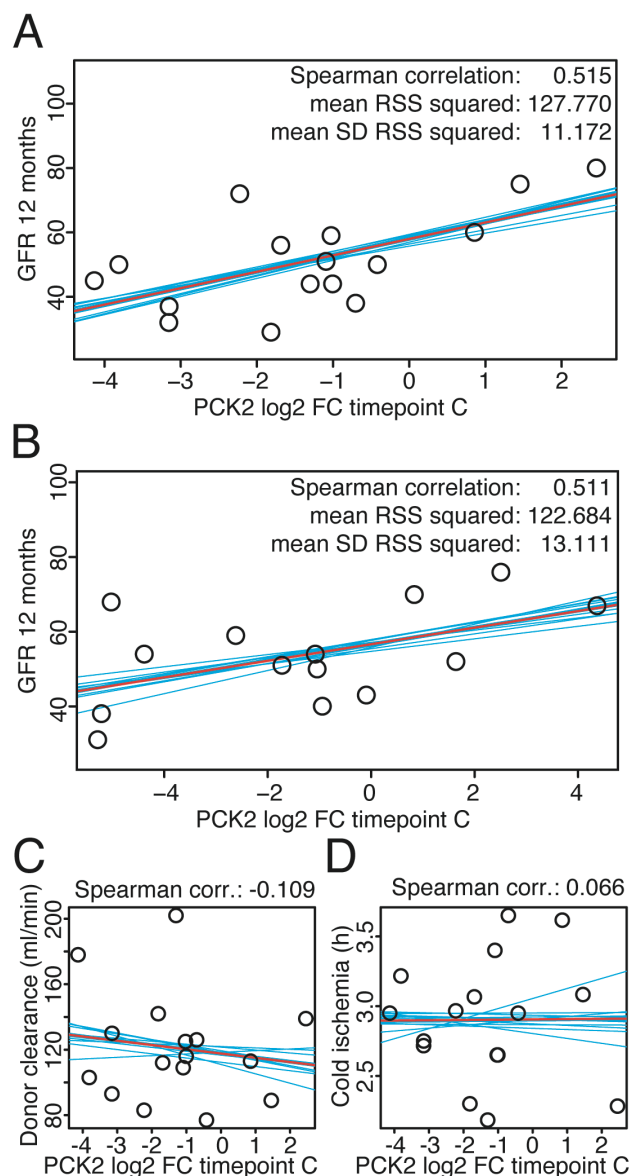 A
Spearman correlation: 0.515
mean RSS squared: 127.770
mean SD RSS squared: 11.172
GFR 12 months
100
80
60
40
−4 −3 −2 −1 0 1 2
PCK2 log2 FC timepoint C
B
Spearman correlation: 0.511
mean RSS squared: 122.684
mean SD RSS squared: 13.111
GFR 12 months
100
80
60
40
−4 −2 0 2 4
PCK2 log2 FC timepoint C
C
Spearman corr.: -0.109
Donor clearance (ml/min)
200
160
120
80
-4 -3 -2 -1 0 1 2
PCK2 log2 FC timepoint C
D
Spearman corr.: 0.066
Cold ischemia (h)
3.5
3.0
2.5
-4 -3 -2 -1 0 1 2
PCK2 log2 FC timepoint C